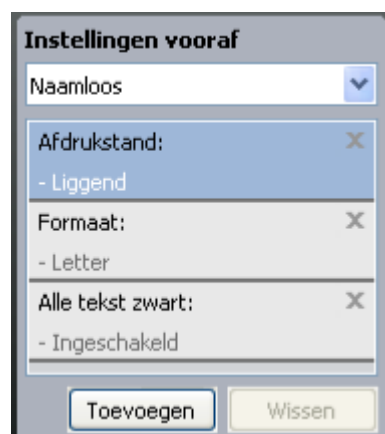 Instellingen vooraf
Naamloos
Afdrukstand:
- Liggend
Formaat:
- Letter
Alle tekst zwart:
- Ingeschakeld
Toevoegen Wissen